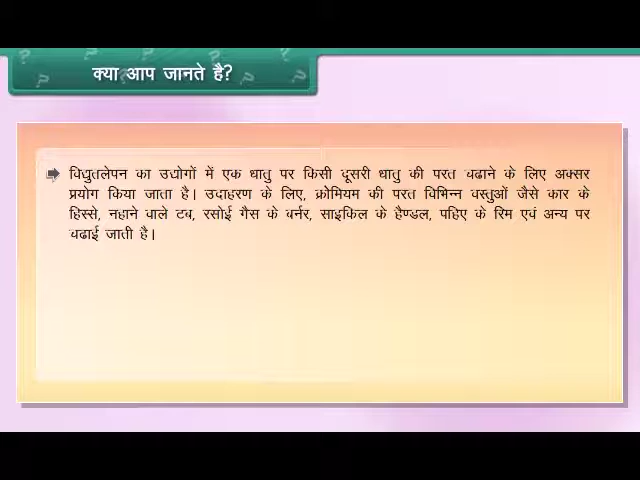 क्या आप जानते है?
विद्युतलेपन का उद्योगों में एक धातु पर किसी दूसरी धातु की परत चढाने के लिए अक्सर
प्रयोग किया जाता है। उदाहरण के लिए, क्रोमियम की परत विभिन्न वस्तुओं जैसे कार के
हिस्से, नहाने वाले टब, रसोई गैस के बर्नर, साइकिल के हैण्डल, पहिए के रिम एवं अन्य पर
चढाई जाती है।